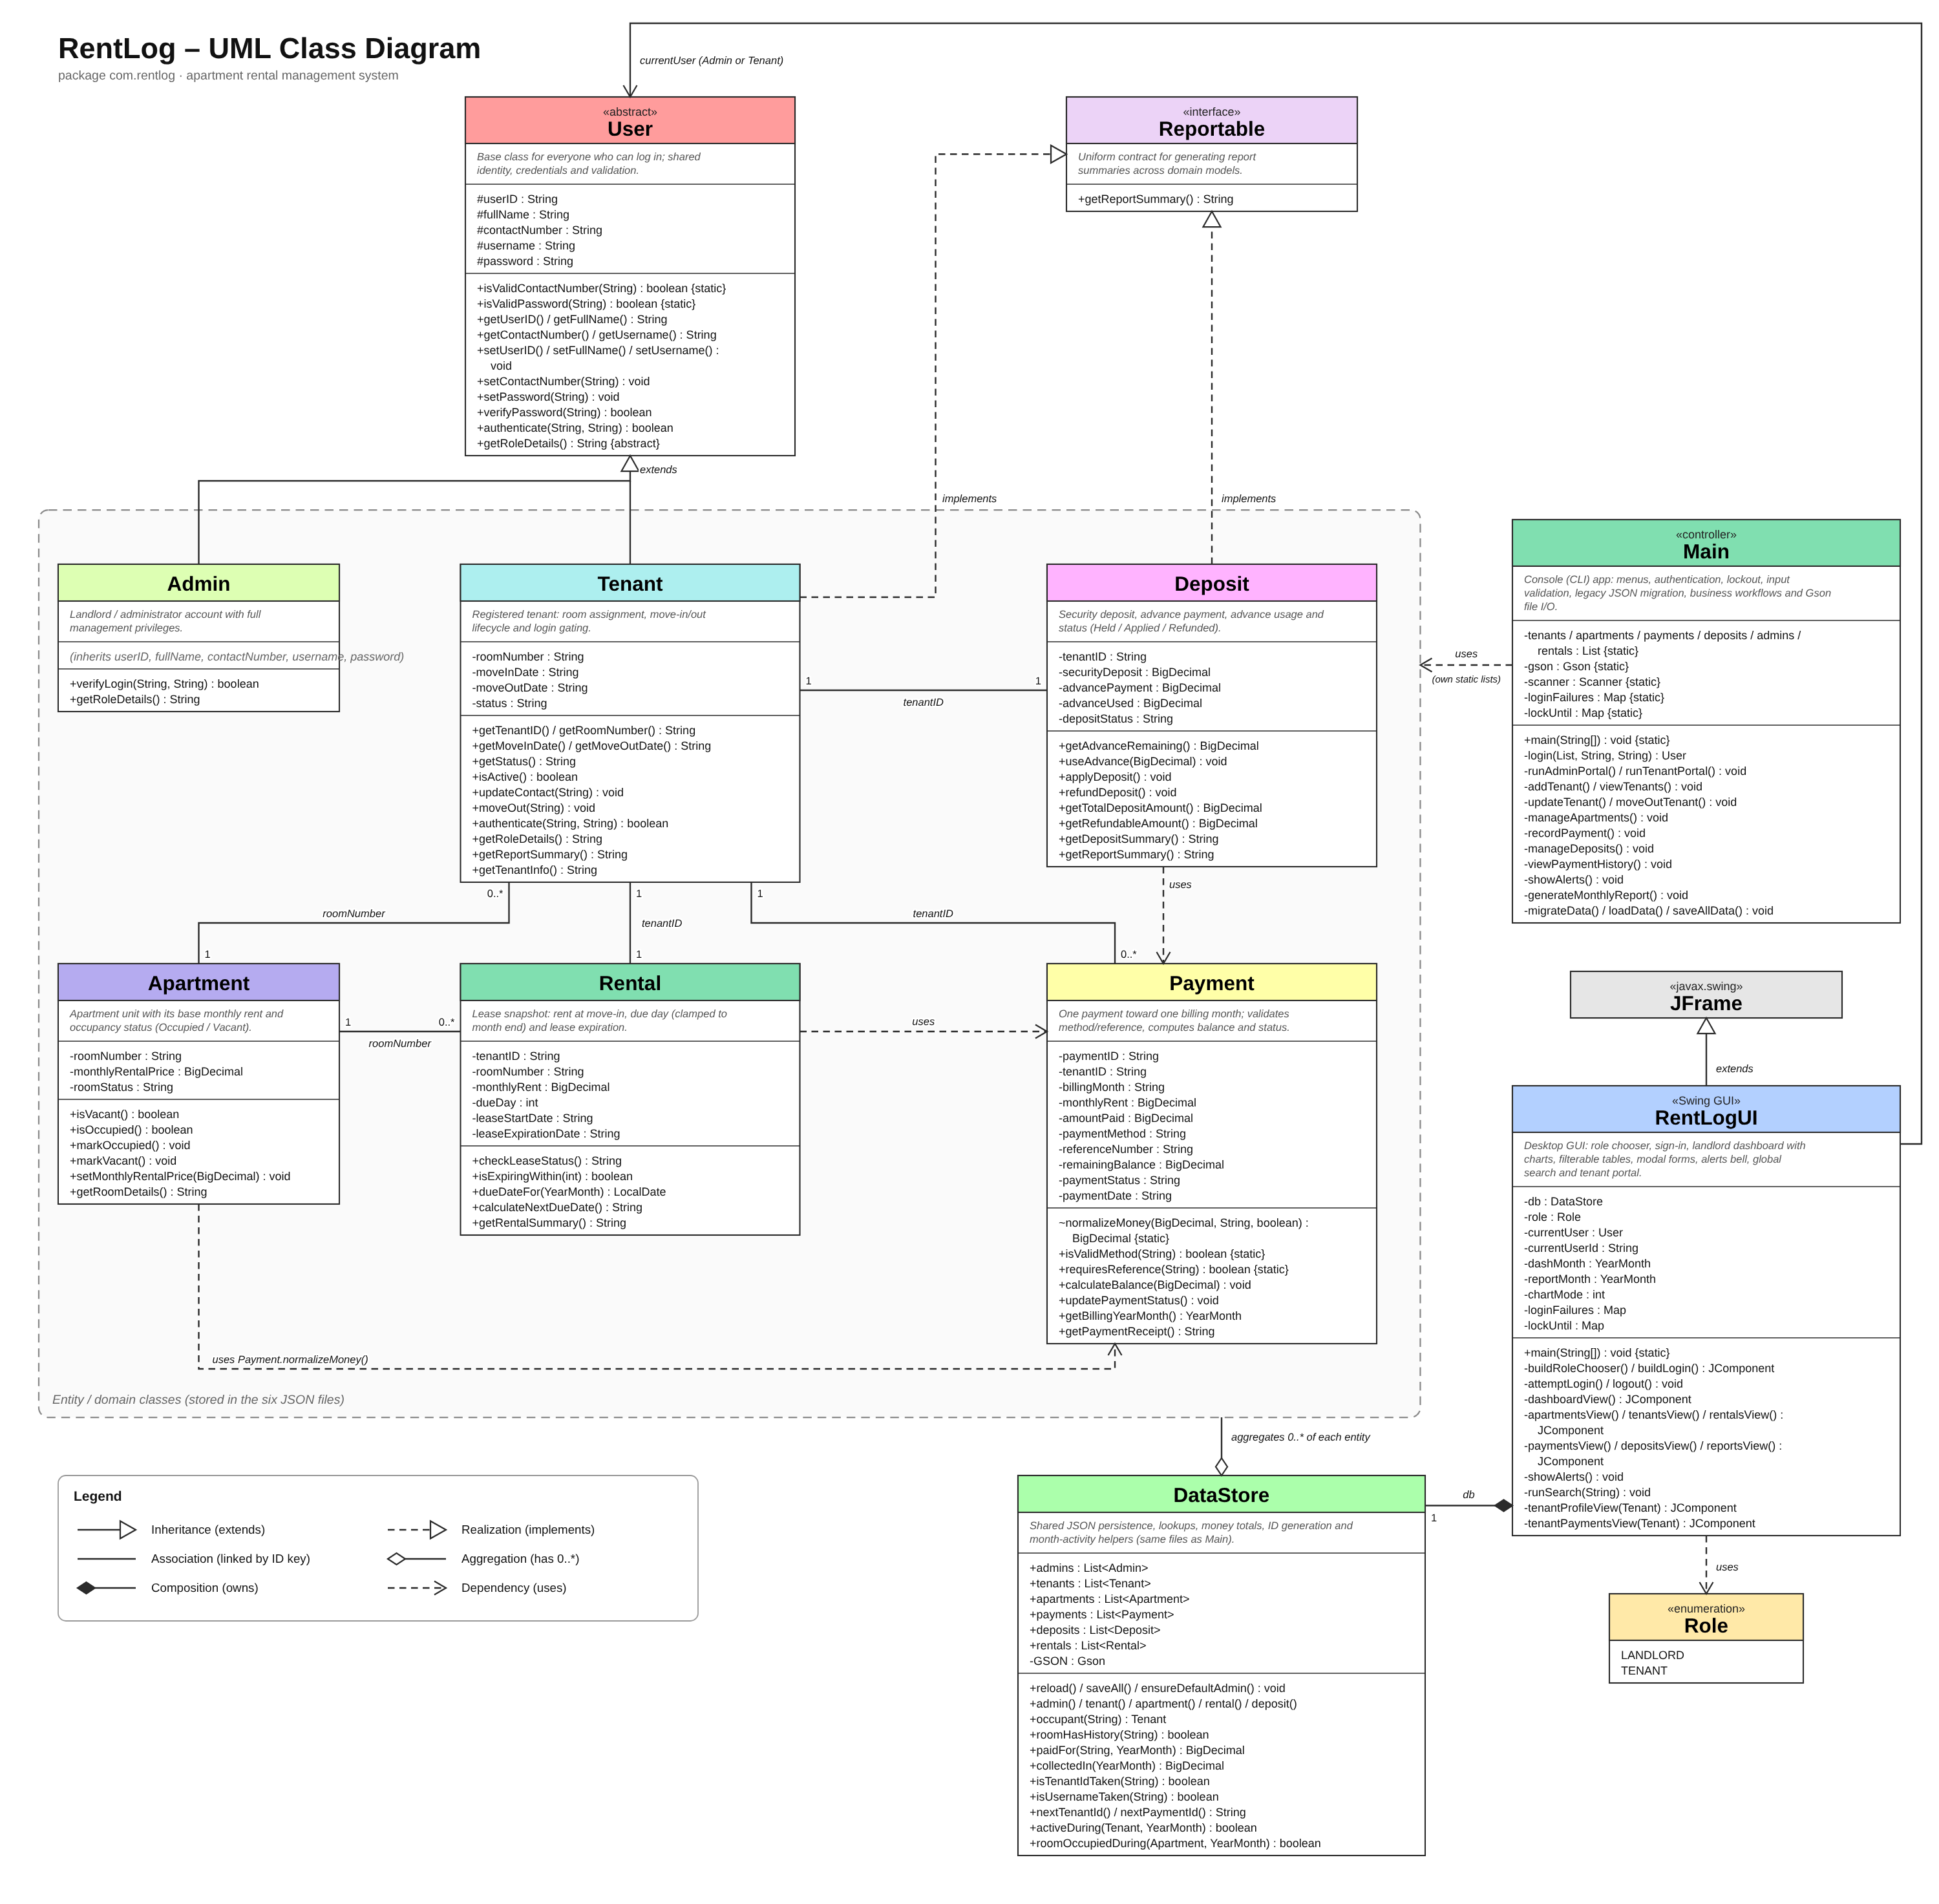 RentLog – UML Class Diagram
package com.rentlog · apartment rental management system
currentUser (Admin or Tenant)
«abstract»
User
Base class for everyone who can log in; shared
identity, credentials and validation.
#userID : String
#fullName : String
#contactNumber : String
#username : String
#password : String
+isValidContactNumber(String) : boolean {static}
+isValidPassword(String) : boolean {static}
+getUserID() / getFullName() : String
+getContactNumber() / getUsername() : String
+setUserID() / setFullName() / setUsername() :
void
+setContactNumber(String) : void
+setPassword(String) : void
+verifyPassword(String) : boolean
+authenticate(String, String) : boolean
+getRoleDetails() : String {abstract}
extends
«interface»
Reportable
Uniform contract for generating report
summaries across domain models.
+getReportSummary() : String
implements
implements
Admin
Landlord / administrator account with full
management privileges.
(inherits userID, fullName, contactNumber, username, password)
+verifyLogin(String, String) : boolean
+getRoleDetails() : String
Tenant
Registered tenant: room assignment, move-in/out
lifecycle and login gating.
-roomNumber : String
-moveInDate : String
-moveOutDate : String
-status : String
+getTenantID() / getRoomNumber() : String
+getMoveInDate() / getMoveOutDate() : String
+getStatus() : String
+isActive() : boolean
+updateContact(String) : void
+moveOut(String) : void
+authenticate(String, String) : boolean
+getRoleDetails() : String
+getReportSummary() : String
+getTenantInfo() : String
1
1
tenantID
Deposit
Security deposit, advance payment, advance usage and
status (Held / Applied / Refunded).
-tenantID : String
-securityDeposit : BigDecimal
-advancePayment : BigDecimal
-advanceUsed : BigDecimal
-depositStatus : String
+getAdvanceRemaining() : BigDecimal
+useAdvance(BigDecimal) : void
+applyDeposit() : void
+refundDeposit() : void
+getTotalDepositAmount() : BigDecimal
+getRefundableAmount() : BigDecimal
+getDepositSummary() : String
+getReportSummary() : String
uses
(own static lists)
«controller»
Main
Console (CLI) app: menus, authentication, lockout, input
validation, legacy JSON migration, business workflows and Gson
file I/O.
-tenants / apartments / payments / deposits / admins /
rentals : List {static}
-gson : Gson {static}
-scanner : Scanner {static}
-loginFailures : Map {static}
-lockUntil : Map {static}
+main(String[]) : void {static}
-login(List, String, String) : User
-runAdminPortal() / runTenantPortal() : void
-addTenant() / viewTenants() : void
-updateTenant() / moveOutTenant() : void
-manageApartments() : void
-recordPayment() : void
-manageDeposits() : void
-viewPaymentHistory() : void
-showAlerts() : void
-generateMonthlyReport() : void
-migrateData() / loadData() / saveAllData() : void
0..*
roomNumber
1
1
tenantID
1
1
tenantID
0..*
uses
Apartment
Apartment unit with its base monthly rent and
occupancy status (Occupied / Vacant).
-roomNumber : String
-monthlyRentalPrice : BigDecimal
-roomStatus : String
+isVacant() : boolean
+isOccupied() : boolean
+markOccupied() : void
+markVacant() : void
+setMonthlyRentalPrice(BigDecimal) : void
+getRoomDetails() : String
1
0..*
roomNumber
Rental
Lease snapshot: rent at move-in, due day (clamped to
month end) and lease expiration.
-tenantID : String
-roomNumber : String
-monthlyRent : BigDecimal
-dueDay : int
-leaseStartDate : String
-leaseExpirationDate : String
+checkLeaseStatus() : String
+isExpiringWithin(int) : boolean
+dueDateFor(YearMonth) : LocalDate
+calculateNextDueDate() : String
+getRentalSummary() : String
uses
Payment
One payment toward one billing month; validates
method/reference, computes balance and status.
-paymentID : String
-tenantID : String
-billingMonth : String
-monthlyRent : BigDecimal
-amountPaid : BigDecimal
-paymentMethod : String
-referenceNumber : String
-remainingBalance : BigDecimal
-paymentStatus : String
-paymentDate : String
~normalizeMoney(BigDecimal, String, boolean) :
BigDecimal {static}
+isValidMethod(String) : boolean {static}
+requiresReference(String) : boolean {static}
+calculateBalance(BigDecimal) : void
+updatePaymentStatus() : void
+getBillingYearMonth() : YearMonth
+getPaymentReceipt() : String
uses Payment.normalizeMoney()
Entity / domain classes (stored in the six JSON files)
«javax.swing»
JFrame
extends
«Swing GUI»
RentLogUI
Desktop GUI: role chooser, sign-in, landlord dashboard with
charts, filterable tables, modal forms, alerts bell, global
search and tenant portal.
-db : DataStore
-role : Role
-currentUser : User
-currentUserId : String
-dashMonth : YearMonth
-reportMonth : YearMonth
-chartMode : int
-loginFailures : Map
-lockUntil : Map
+main(String[]) : void {static}
-buildRoleChooser() / buildLogin() : JComponent
-attemptLogin() / logout() : void
-dashboardView() : JComponent
-apartmentsView() / tenantsView() / rentalsView() :
JComponent
-paymentsView() / depositsView() / reportsView() :
JComponent
-showAlerts() : void
-runSearch(String) : void
-tenantProfileView(Tenant) : JComponent
-tenantPaymentsView(Tenant) : JComponent
aggregates 0..* of each entity
DataStore
Shared JSON persistence, lookups, money totals, ID generation and
month-activity helpers (same files as Main).
+admins : List<Admin>
+tenants : List<Tenant>
+apartments : List<Apartment>
+payments : List<Payment>
+deposits : List<Deposit>
+rentals : List<Rental>
-GSON : Gson
+reload() / saveAll() / ensureDefaultAdmin() : void
+admin() / tenant() / apartment() / rental() / deposit()
+occupant(String) : Tenant
+roomHasHistory(String) : boolean
+paidFor(String, YearMonth) : BigDecimal
+collectedIn(YearMonth) : BigDecimal
+isTenantIdTaken(String) : boolean
+isUsernameTaken(String) : boolean
+nextTenantId() / nextPaymentId() : String
+activeDuring(Tenant, YearMonth) : boolean
+roomOccupiedDuring(Apartment, YearMonth) : boolean
db
1
uses
«enumeration»
Role
LANDLORD
TENANT
Legend
Inheritance (extends)
Realization (implements)
Association (linked by ID key)
Aggregation (has 0..*)
Composition (owns)
Dependency (uses)